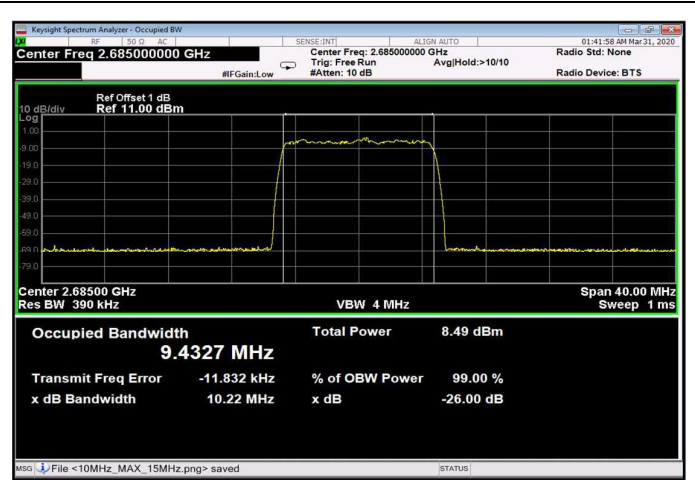 Keysight Spectrum Analyzer - Occupied BW
LXI RF 50 Ω AC SENSE:INT ALIGN AUTO 01:41:58 AM Mar 31, 2020
Center Freq 2.685000000 GHz Center Freq: 2.685000000 GHz Radio Std: None
Trig: Free Run Avg|Hold:>10/10
#IFGain:Low #Atten: 10 dB Radio Device: BTS
Ref Offset 1 dB
10 dB/div Ref 11.00 dBm
Log
1.00
-9.00
-19.0
-29.0
-39.0
-49.0
-59.0
-69.0
-79.0
Center 2.68500 GHz Span 40.00 MHz
Res BW 390 kHz VBW 4 MHz Sweep 1 ms
Occupied Bandwidth Total Power 8.49 dBm
9.4327 MHz
Transmit Freq Error -11.832 kHz % of OBW Power 99.00 %
x dB Bandwidth 10.22 MHz x dB -26.00 dB
MSG File <10MHz_MAX_15MHz.png> saved STATUS